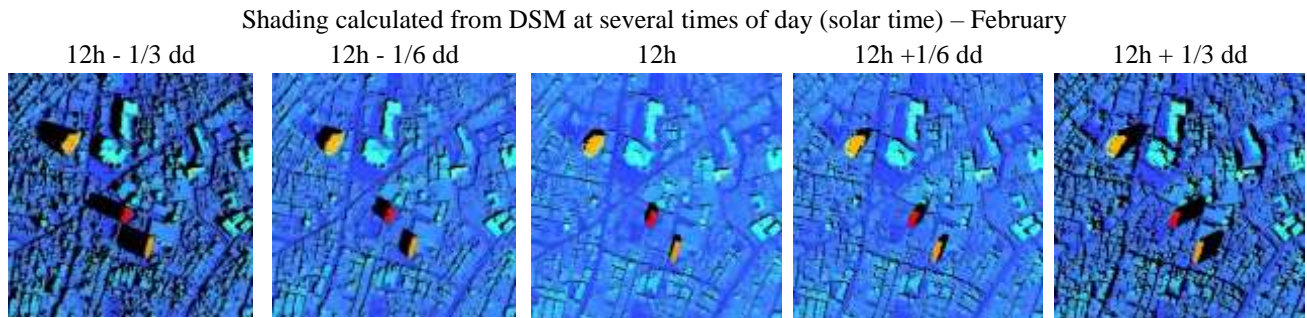 Shading calculated from DSM at several times of day (solar time) – February
12h - 1/3 dd 12h - 1/6 dd 12h 12h +1/6 dd 12h + 1/3 dd